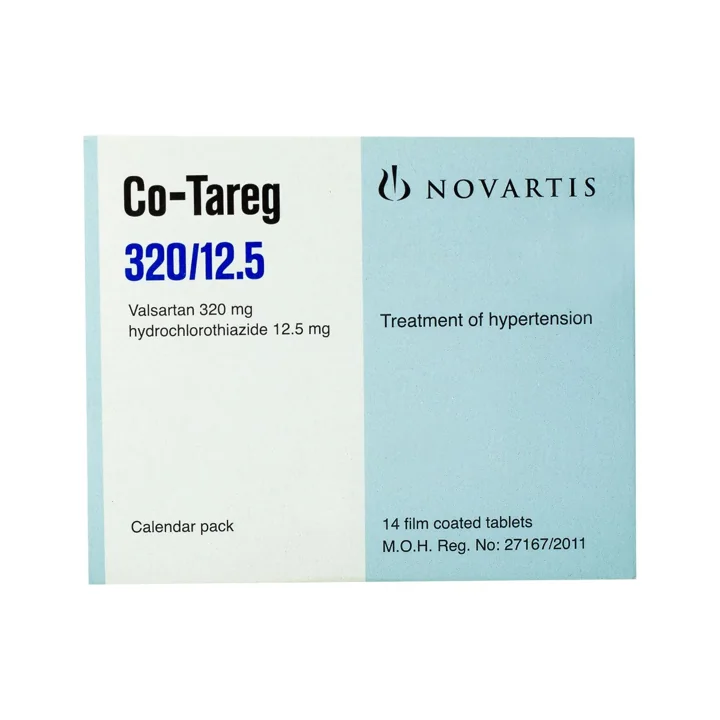 Co-Tareg
320/12.5
Valsartan 320 mg
hydrochlorothiazide 12.5 mg
Calendar pack
NOVARTIS
Treatment of hypertension
14 film coated tablets
M.O.H. Reg. No: 27167/2011